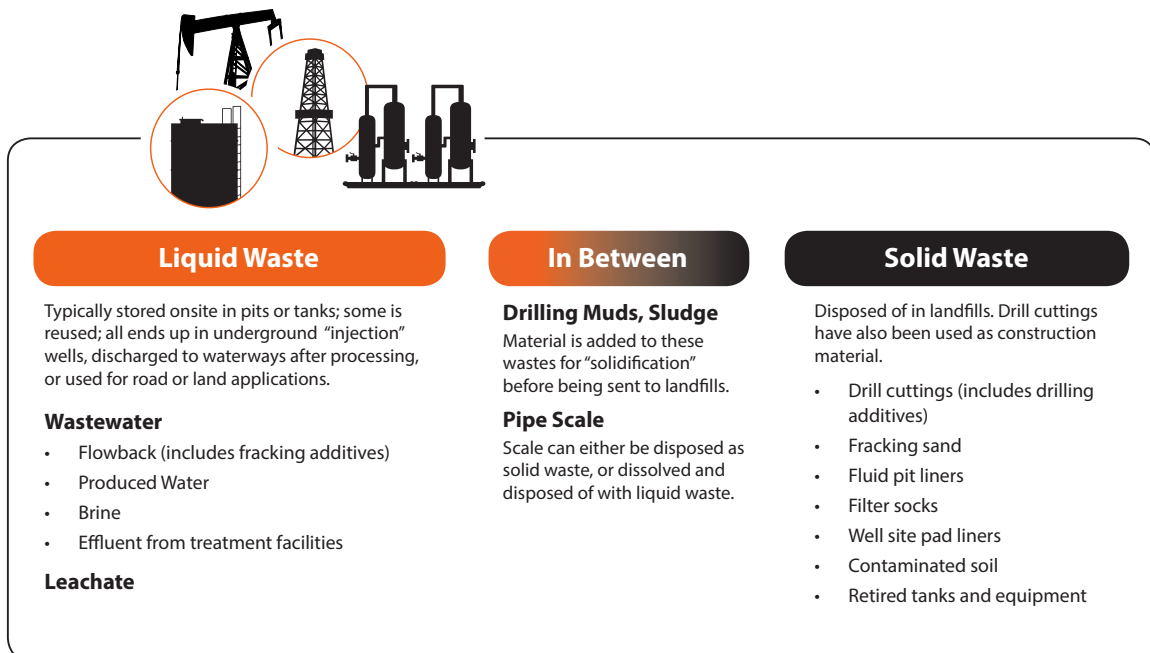 Liquid Waste
Typically stored onsite in pits or tanks; some is
reused; all ends up in underground “injection”
wells, discharged to waterways after processing,
or used for road or land applications.
Wastewater
• Flowback (includes fracking additives)
• Produced Water
• Brine
• Effluent from treatment facilities
Leachate
In Between
Drilling Muds, Sludge
Material is added to these
wastes for “solidification”
before being sent to landfills.
Pipe Scale
Scale can either be disposed as
solid waste, or dissolved and
disposed of with liquid waste.
Solid Waste
Disposed of in landfills. Drill cuttings
have also been used as construction
material.
• Drill cuttings (includes drilling
additives)
• Fracking sand
• Fluid pit liners
• Filter socks
• Well site pad liners
• Contaminated soil
• Retired tanks and equipment